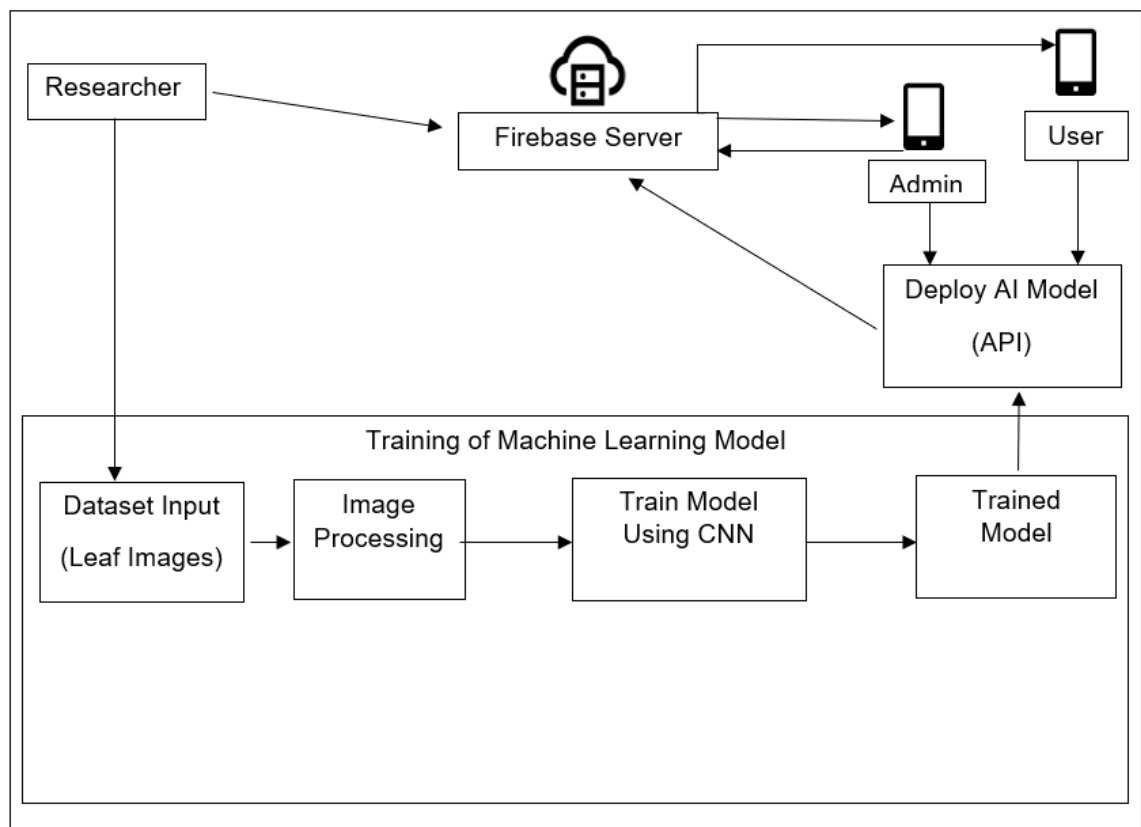 Researcher
Firebase Server
User
Admin
Deploy AI Model
(API)
Training of Machine Learning Model
Dataset Input
(Leaf Images)
Image
Processing
Train Model
Using CNN
Trained
Model